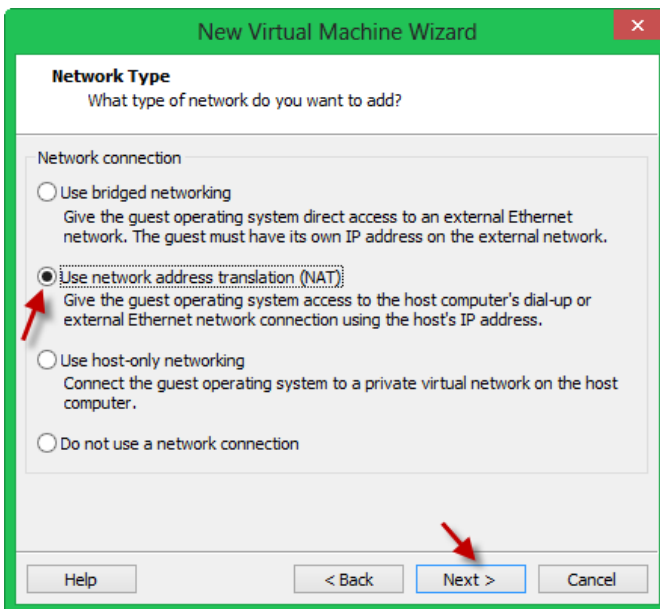 New Virtual Machine Wizard
Network Type
What type of network do you want to add?
Network connection
Use bridged networking
Give the guest operating system direct access to an external Ethernet
network. The guest must have its own IP address on the external network.
Use network address translation (NAT)
Give the guest operating system access to the host computer's dial-up or
external Ethernet network connection using the host's IP address.
Use host-only networking
Connect the guest operating system to a private virtual network on the host
computer.
Do not use a network connection
Help
< Back
Next >
Cancel